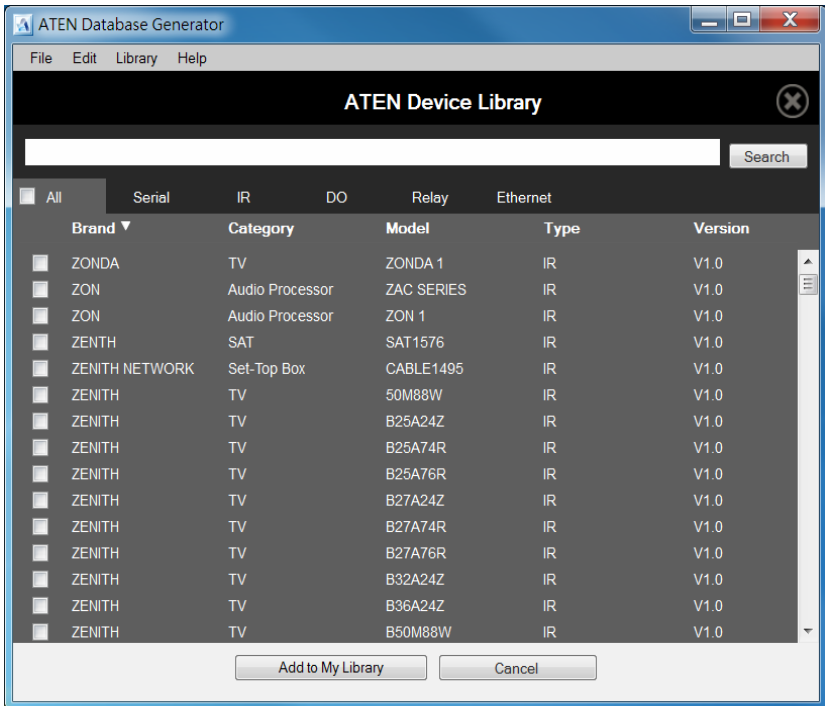 ATEN Database Generator
File Edit Library Help
ATEN Device Library
Search
All Serial IR DO Relay Ethernet
Brand ▼ Category Model Type Version
ZONDA TV ZONDA 1 IR V1.0
ZON Audio Processor ZAC SERIES IR V1.0
ZON Audio Processor ZON 1 IR V1.0
ZENTH SAT SAT1576 IR V1.0
ZENITH NETWORK Set-Top Box CABLE1495 IR V1.0
ZENITH TV 50M88W IR V1.0
ZENITH TV B25A24Z IR V1.0
ZENITH TV B25A74R IR V1.0
ZENITH TV B25A76R IR V1.0
ZENITH TV B27A24Z IR V1.0
ZENITH TV B27A74R IR V1.0
ZENITH TV B27A76R IR V1.0
ZENITH TV B32A24Z IR V1.0
ZENITH TV B36A24Z IR V1.0
ZENITH TV B50M88W IR V1.0
Add to My Library Cancel